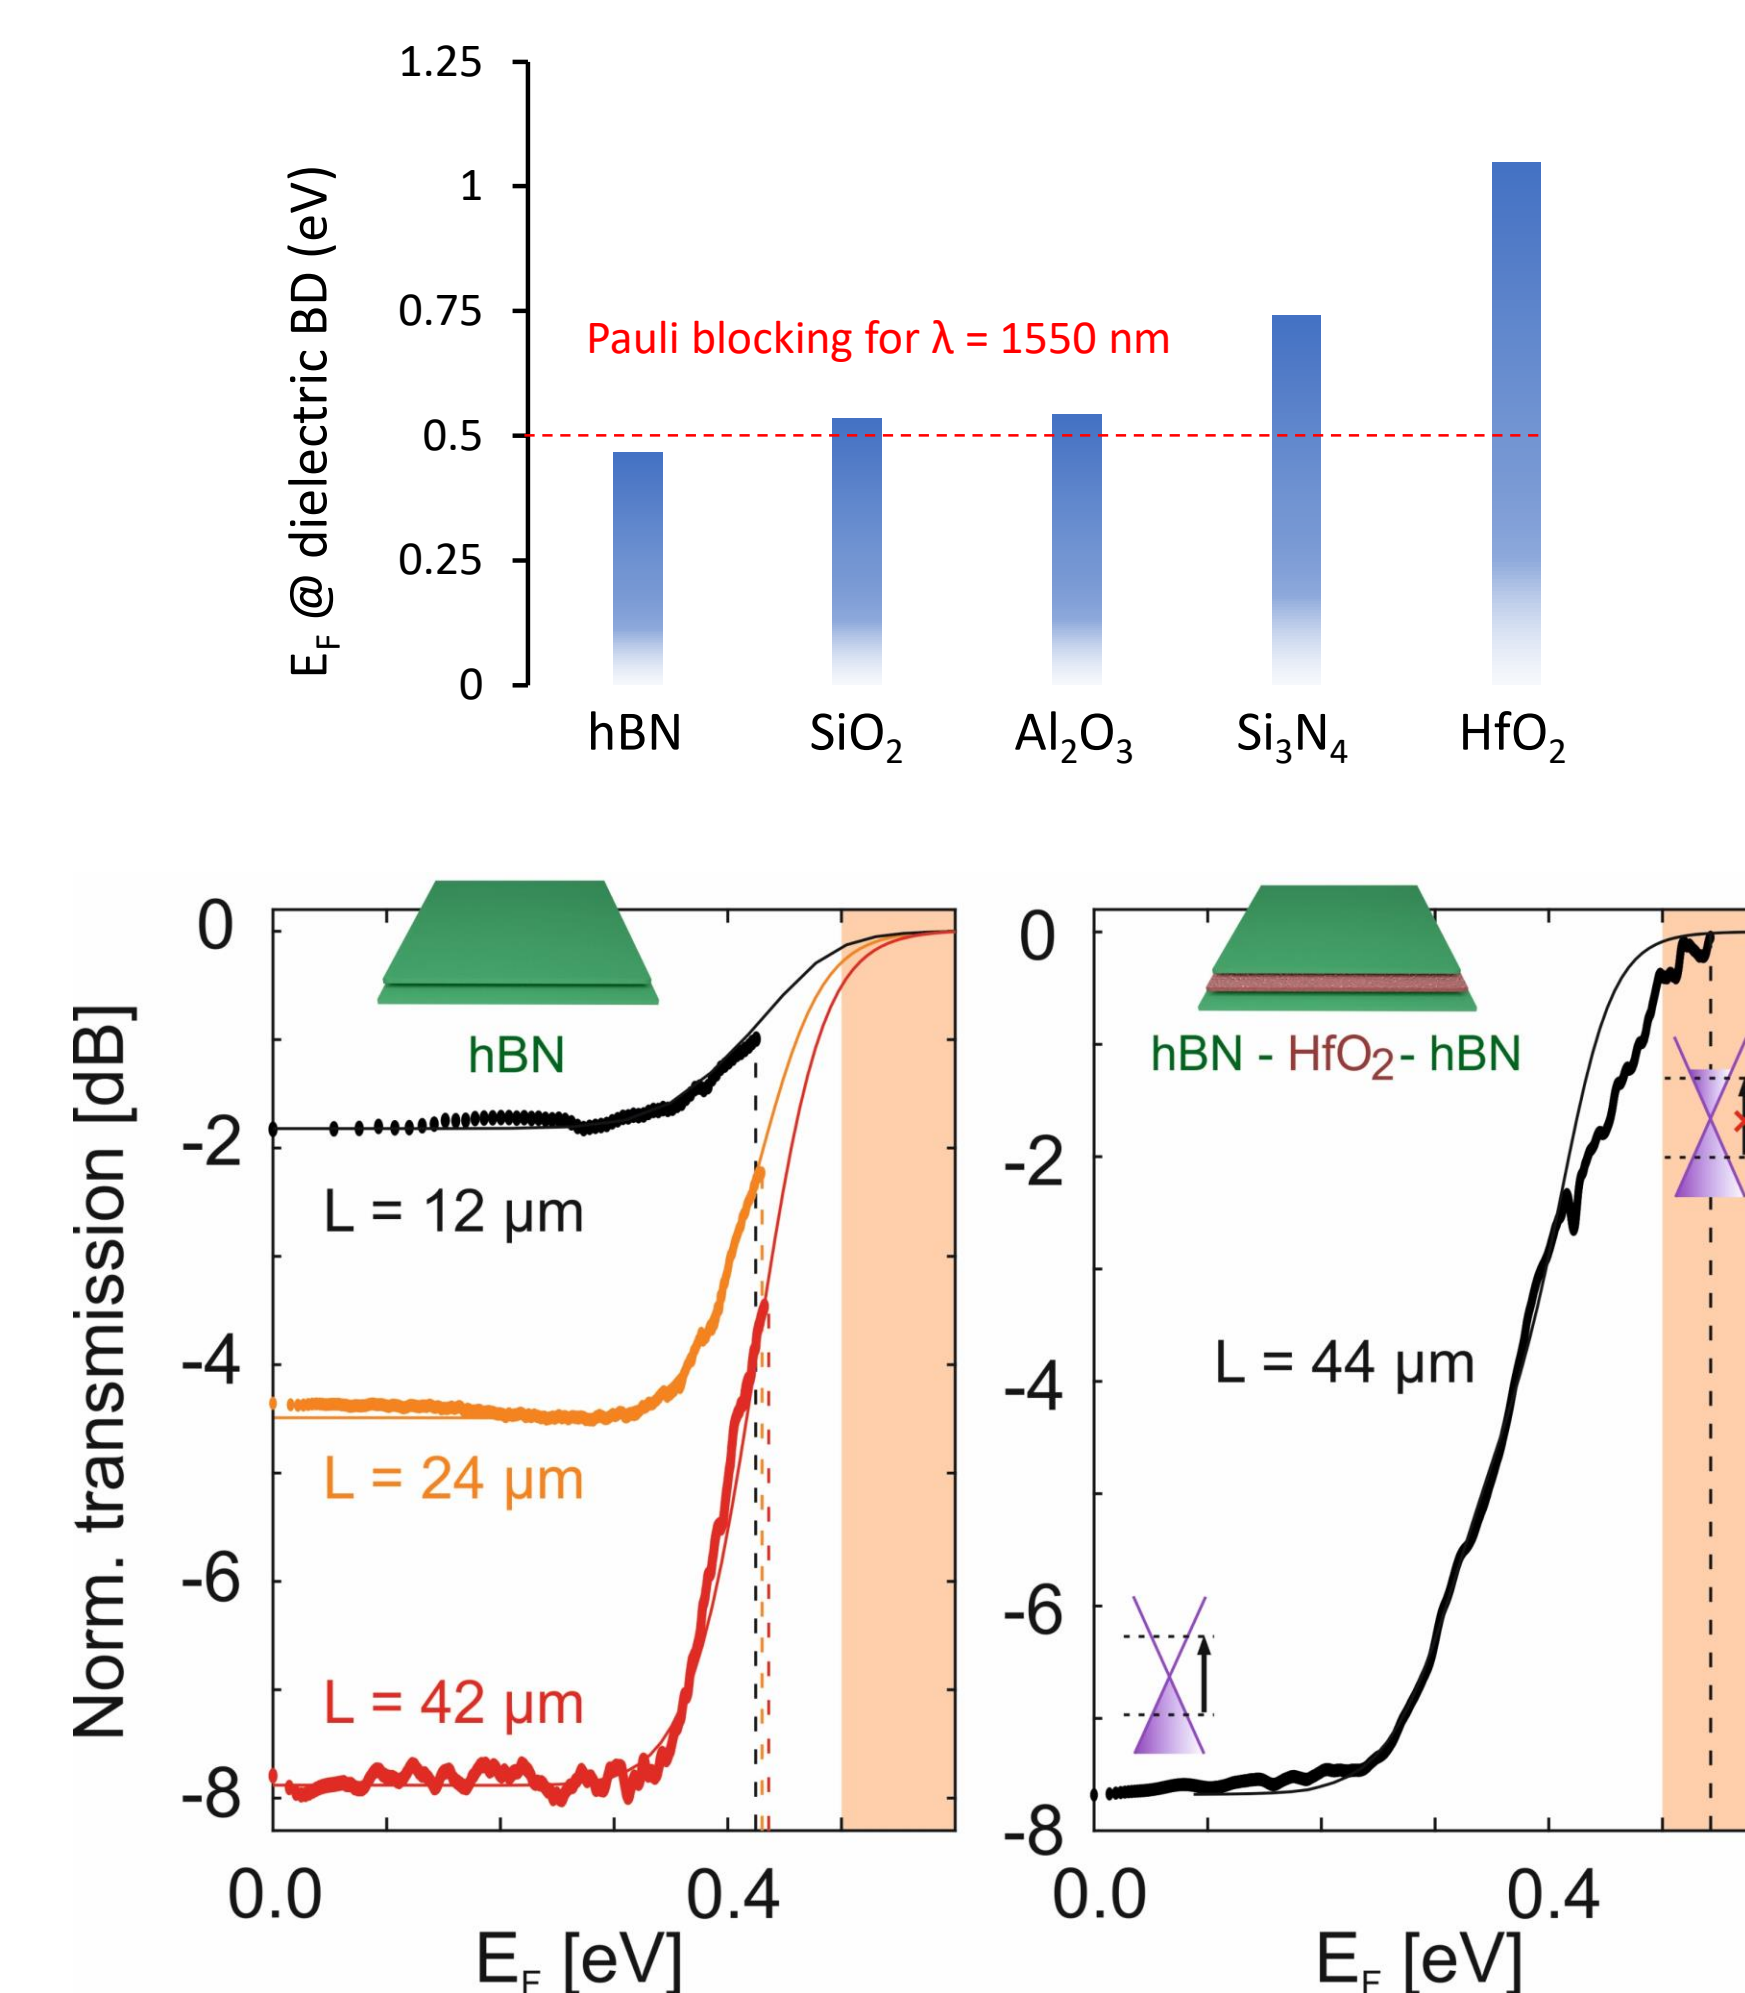 1.25
1
0.75
0.5
0.25
0
E_F @ dielectric BD (eV)
Pauli blocking for λ = 1550 nm
hBN
SiO₂
Al₂O₃
Si₃N₄
HfO₂
Norm. transmission [dB]
0
-2
-4
-6
-8
hBN
L = 12 µm
L = 24 µm
L = 42 µm
0.0
0.4
E_F [eV]
0
-2
-4
-6
-8
hBN - HfO₂ - hBN
L = 44 µm
0.0
0.4
E_F [eV]